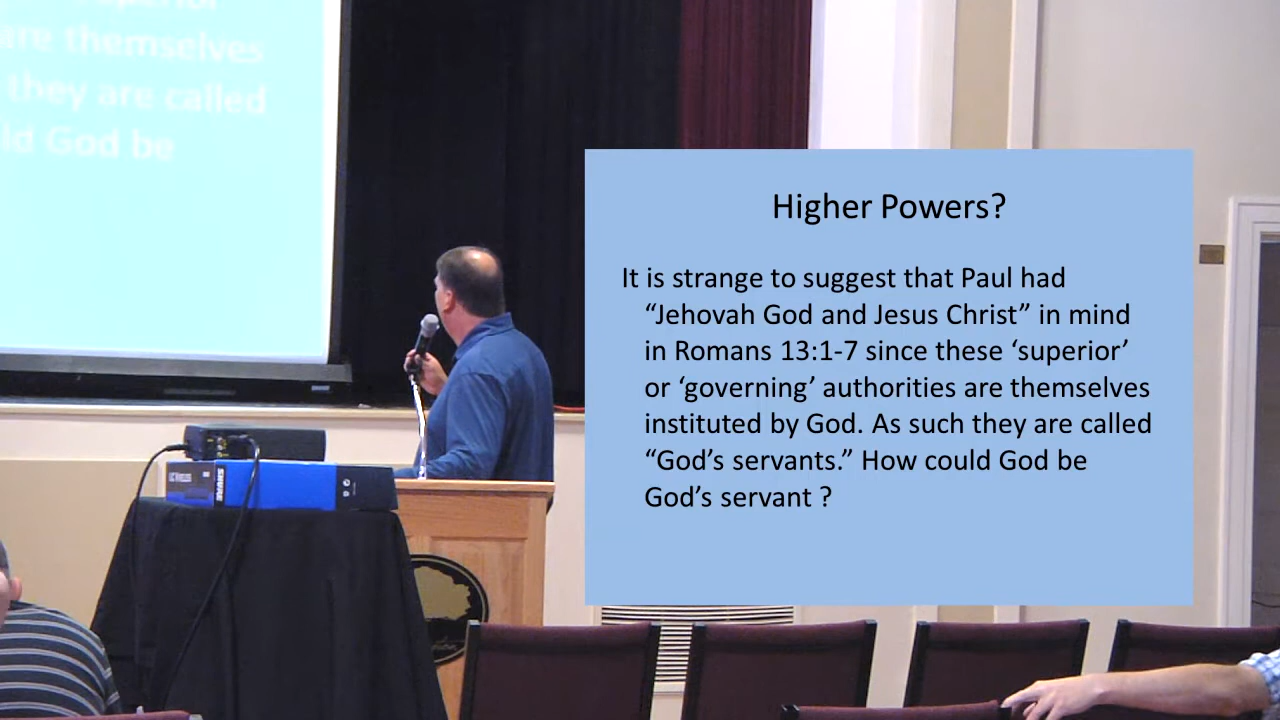 superior
are themselves
they are called
ld God be
Higher Powers?
It is strange to suggest that Paul had
“Jehovah God and Jesus Christ” in mind
in Romans 13:1-7 since these ‘superior’
or ‘governing’ authorities are themselves
instituted by God. As such they are called
“God’s servants.” How could God be
God’s servant ?
SHURE